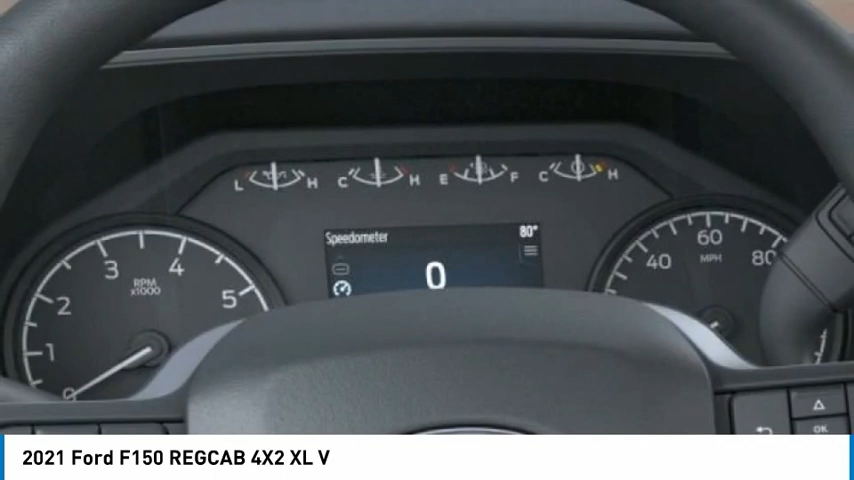 L H C H E F C H
Speedometer 80°
0
3 4
RPM
x1000
2 5
1
0
60
40 80
MPH
OK
2021 Ford F150 REGCAB 4X2 XL V